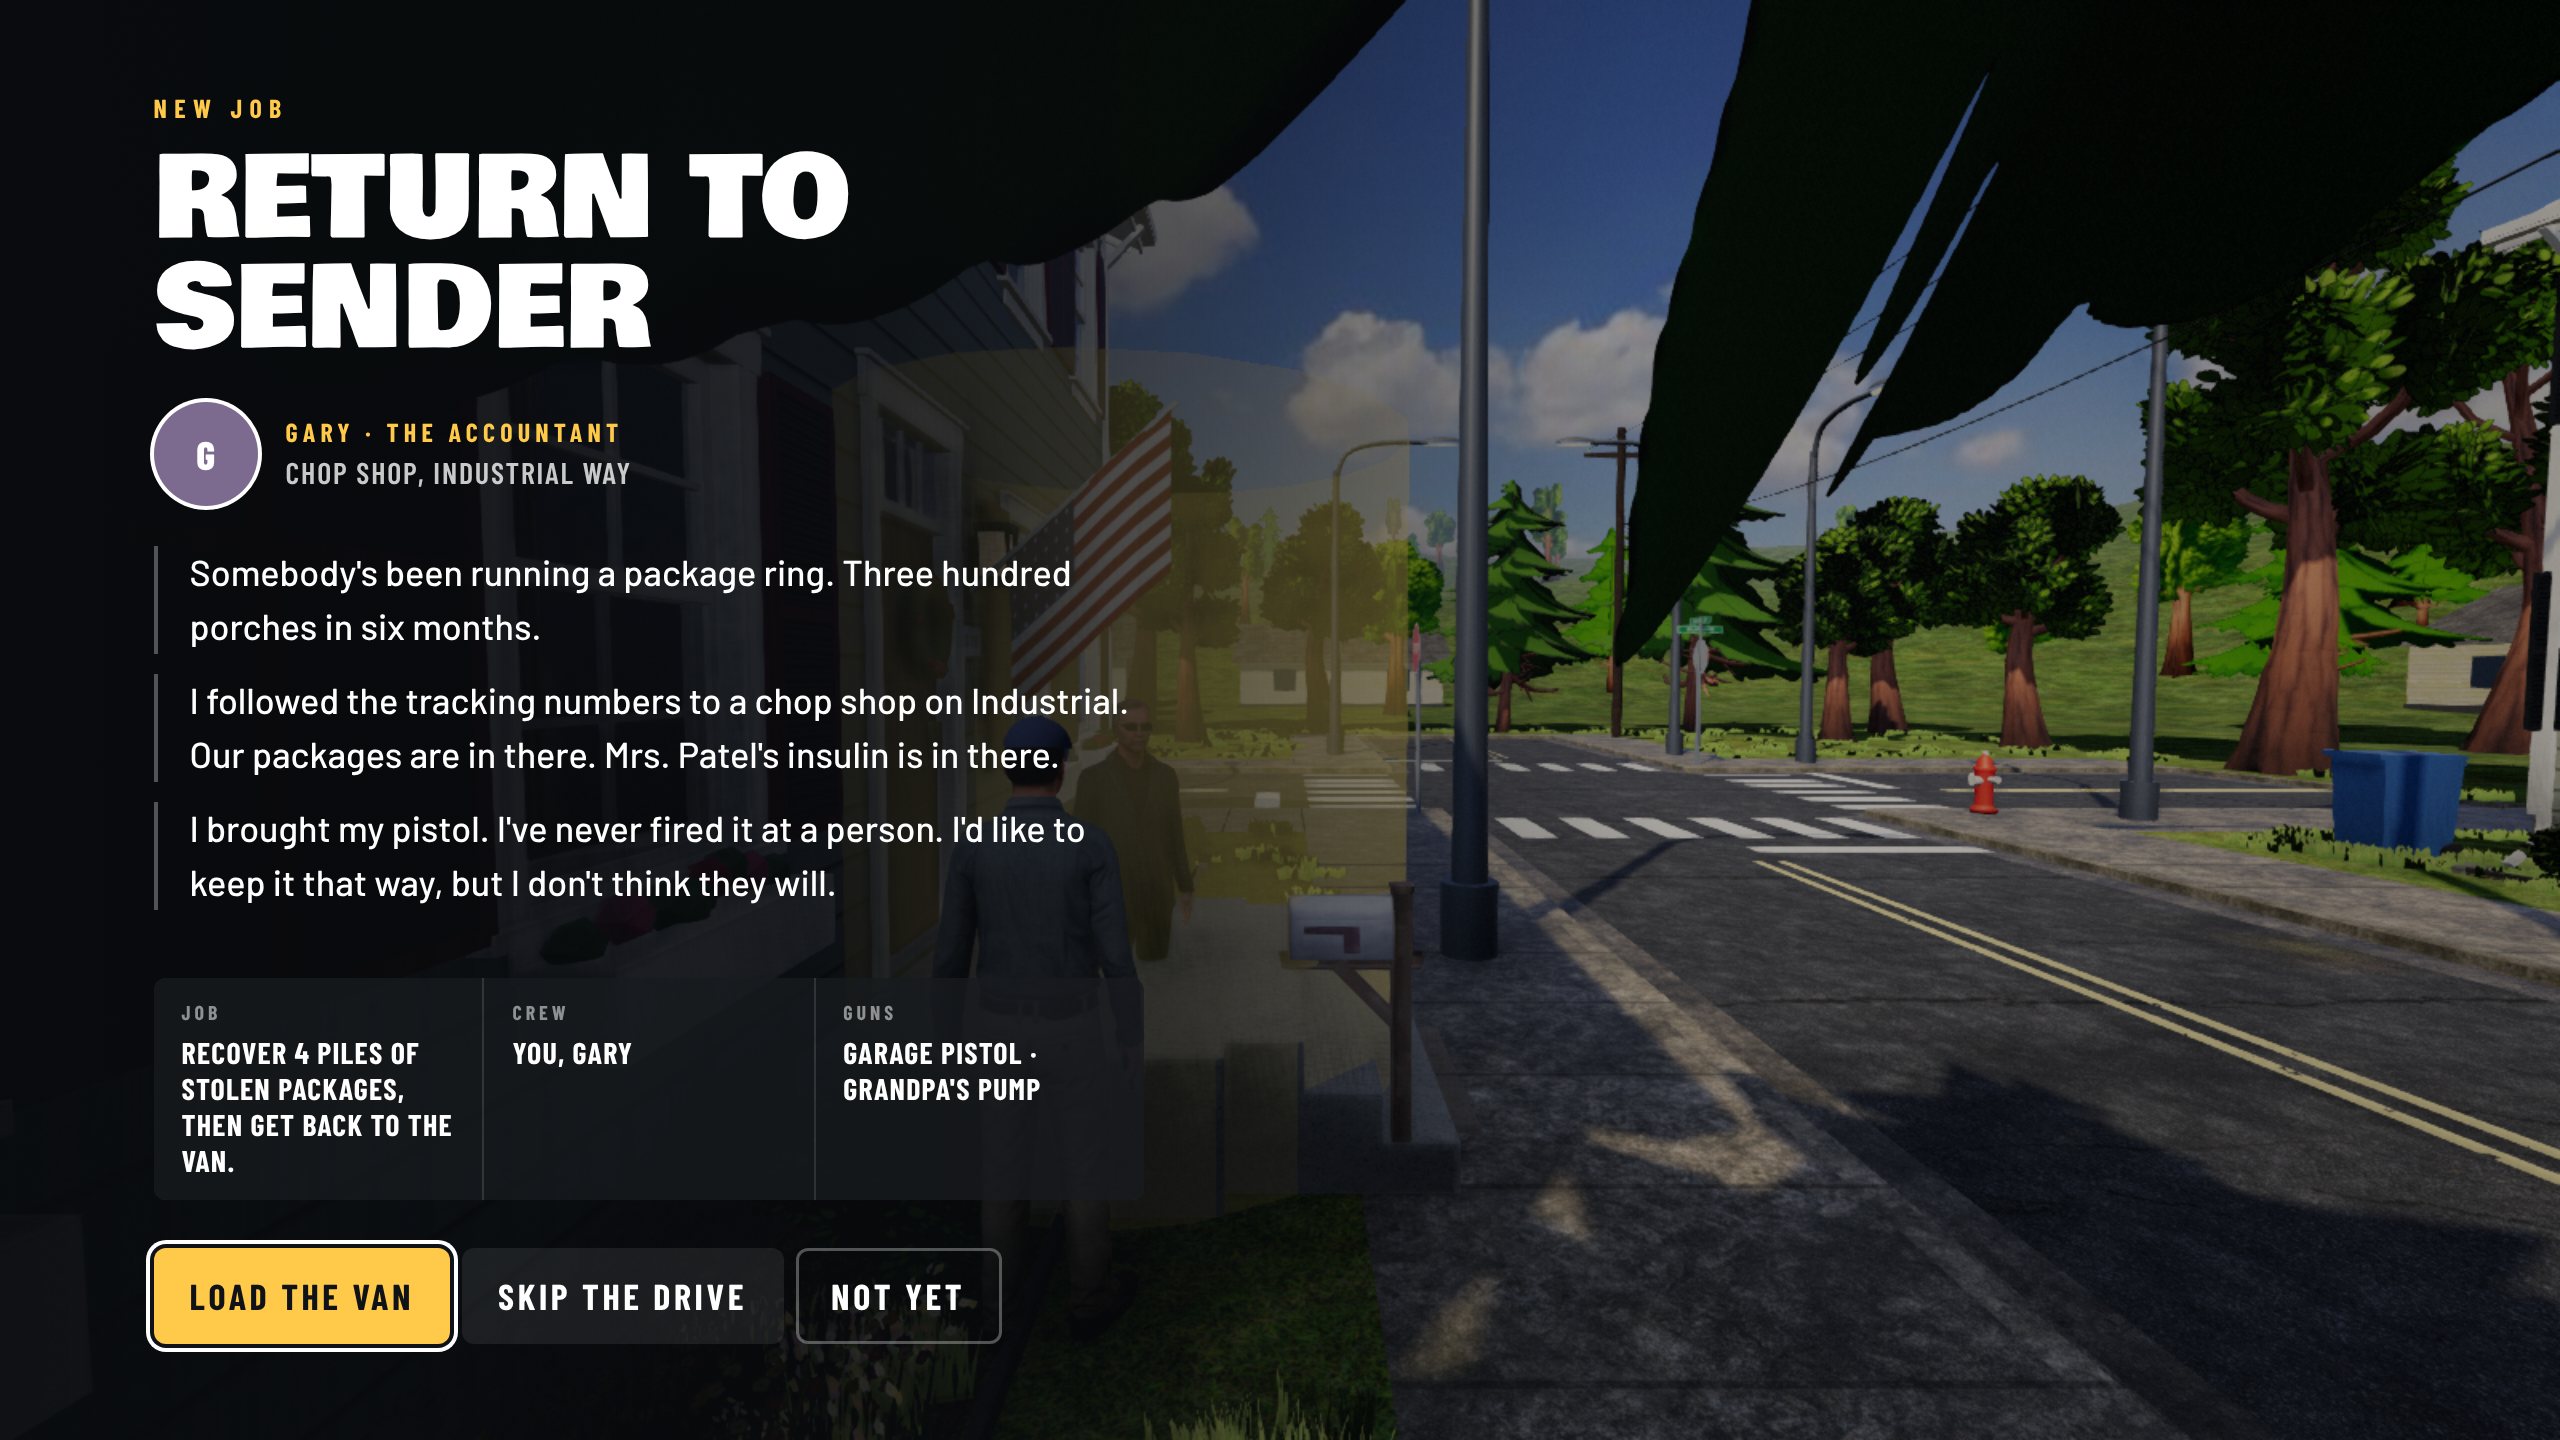 NEW JOB
RETURN TO
SENDER
G
GARY · THE ACCOUNTANT
CHOP SHOP, INDUSTRIAL WAY
Somebody's been running a package ring. Three hundred
porches in six months.
I followed the tracking numbers to a chop shop on Industrial.
Our packages are in there. Mrs. Patel's insulin is in there.
I brought my pistol. I've never fired it at a person. I'd like to
keep it that way, but I don't think they will.
JOB
RECOVER 4 PILES OF
STOLEN PACKAGES,
THEN GET BACK TO THE
VAN.
CREW
YOU, GARY
GUNS
GARAGE PISTOL ·
GRANDPA'S PUMP
LOAD THE VAN
SKIP THE DRIVE
NOT YET